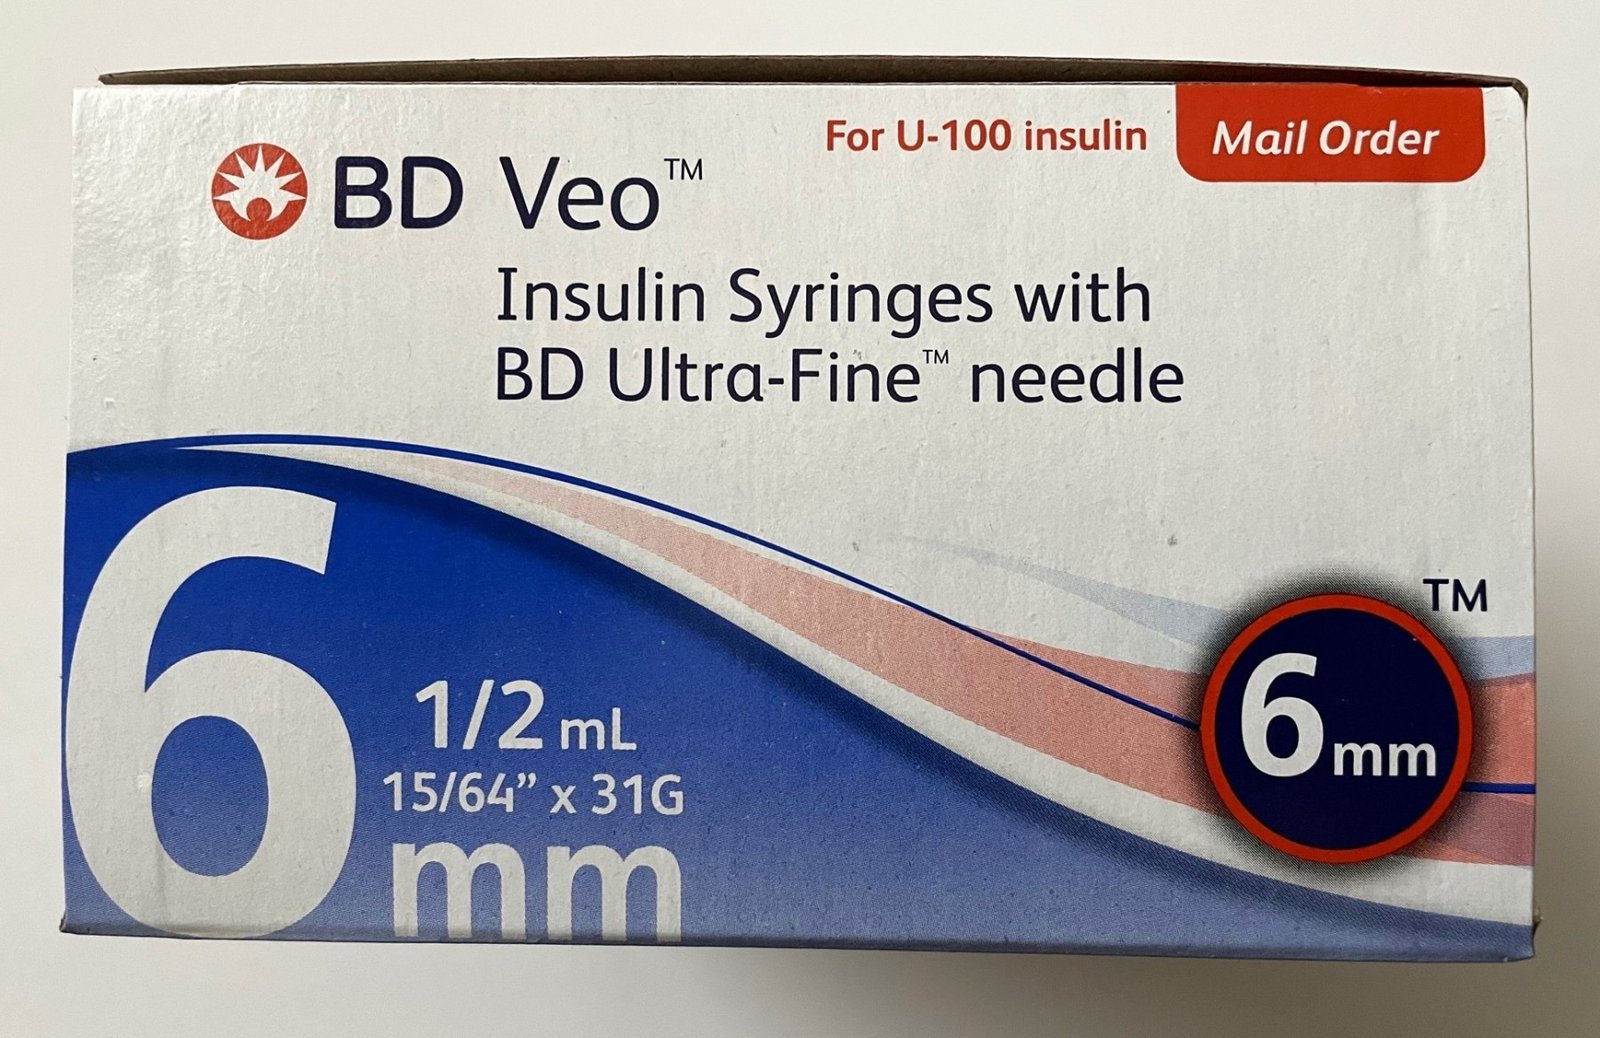 For U-100 insulin
Mail Order
BD Veo™
Insulin Syringes with
BD Ultra-Fine™ needle
6 mm
1/2 mL
15/64” x 31G
6 mm
TM